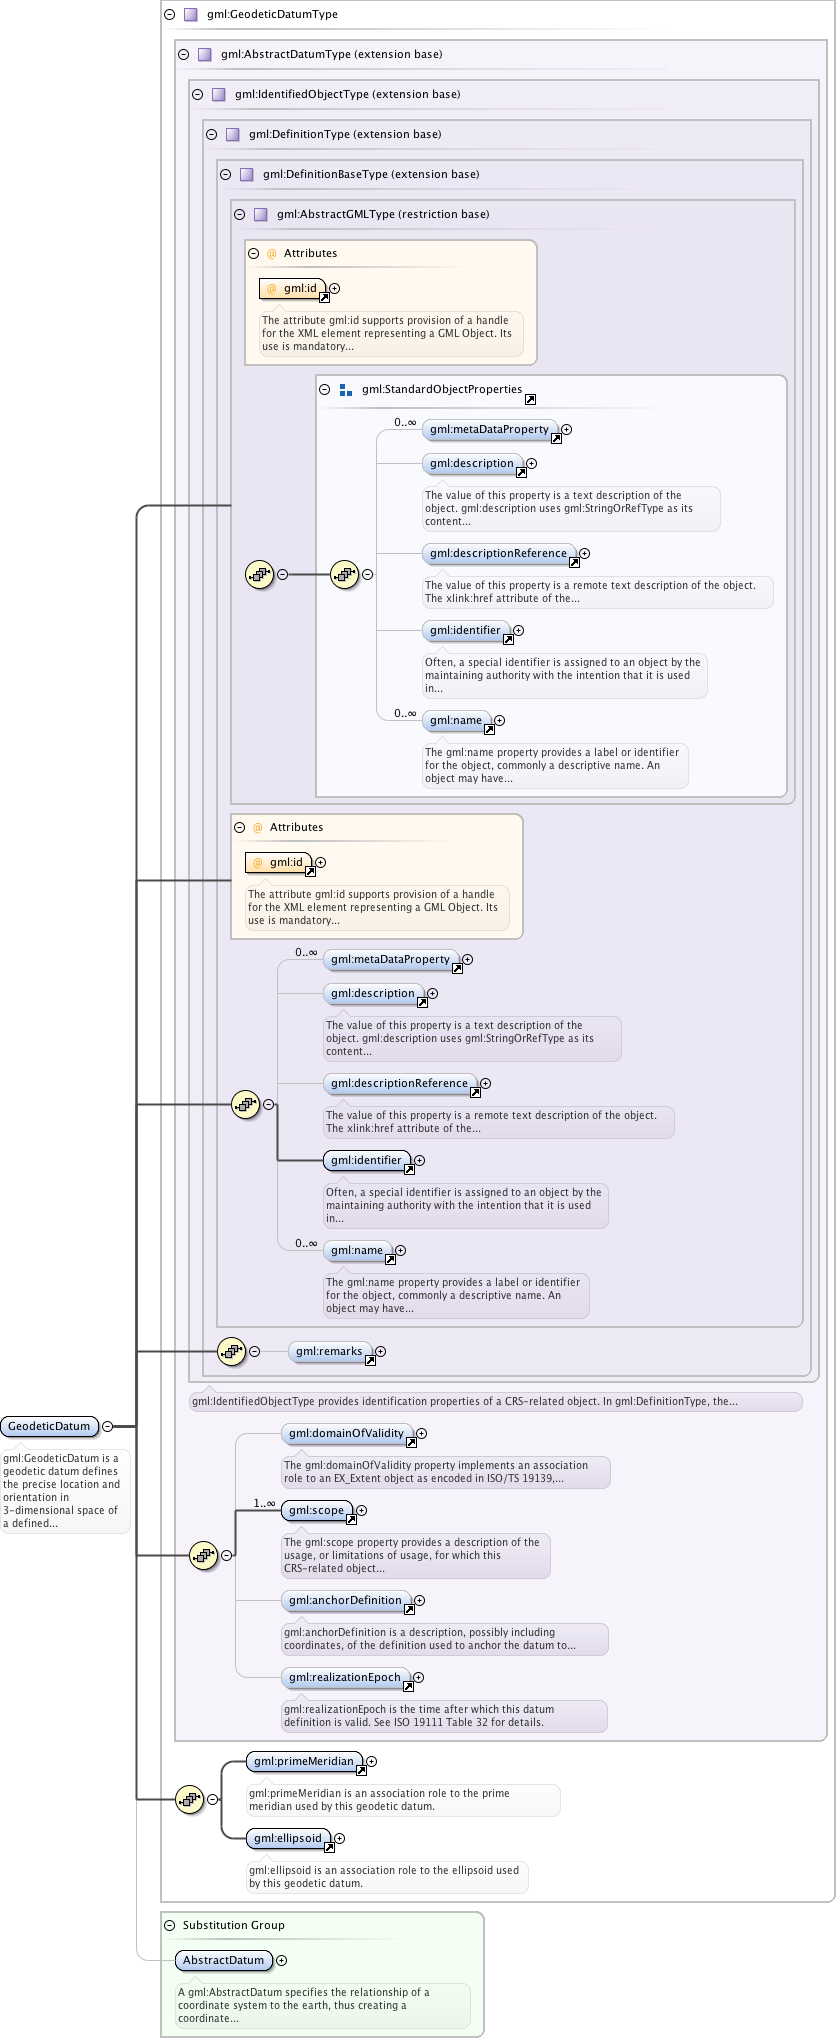 gml:GeodeticDatumType
gml:AbstractDatumType (extension base)
gml:IdentifiedObjectType (extension base)
gml:DefinitionType (extension base)
gml:DefinitionBaseType (extension base)
gml:AbstractGMLType (restriction base)
@ Attributes
@ gml:id
The attribute gml:id supports provision of a handle
for the XML element representing a GML Object. Its
use is mandatory...
gml:StandardObjectProperties
0..∞
gml:metaDataProperty
gml:description
The value of this property is a text description of the
object. gml:description uses gml:StringOrRefType as its
content...
gml:descriptionReference
The value of this property is a remote text description of the object.
The xlink:href attribute of the...
gml:identifier
Often, a special identifier is assigned to an object by the
maintaining authority with the intention that it is used
in...
0..∞
gml:name
The gml:name property provides a label or identifier
for the object, commonly a descriptive name. An
object may have...
@ Attributes
@ gml:id
The attribute gml:id supports provision of a handle
for the XML element representing a GML Object. Its
use is mandatory...
0..∞
gml:metaDataProperty
gml:description
The value of this property is a text description of the
object. gml:description uses gml:StringOrRefType as its
content...
gml:descriptionReference
The value of this property is a remote text description of the object.
The xlink:href attribute of the...
gml:identifier
Often, a special identifier is assigned to an object by the
maintaining authority with the intention that it is used
in...
0..∞
gml:name
The gml:name property provides a label or identifier
for the object, commonly a descriptive name. An
object may have...
gml:remarks
gml:IdentifiedObjectType provides identification properties of a CRS-related object. In gml:DefinitionType, the...
GeodeticDatum
gml:GeodeticDatum is a
geodetic datum defines
the precise location and
orientation in
3-dimensional space of
a defined...
gml:domainOfValidity
The gml:domainOfValidity property implements an association
role to an EX_Extent object as encoded in ISO/TS 19139,...
1..∞
gml:scope
The gml:scope property provides a description of the
usage, or limitations of usage, for which this
CRS-related object...
gml:anchorDefinition
gml:anchorDefinition is a description, possibly including
coordinates, of the definition used to anchor the datum to...
gml:realizationEpoch
gml:realizationEpoch is the time after which this datum
definition is valid. See ISO 19111 Table 32 for details.
gml:primeMeridian
gml:primeMeridian is an association role to the prime
meridian used by this geodetic datum.
gml:ellipsoid
gml:ellipsoid is an association role to the ellipsoid used
by this geodetic datum.
Substitution Group
AbstractDatum
A gml:AbstractDatum specifies the relationship of a
coordinate system to the earth, thus creating a
coordinate...